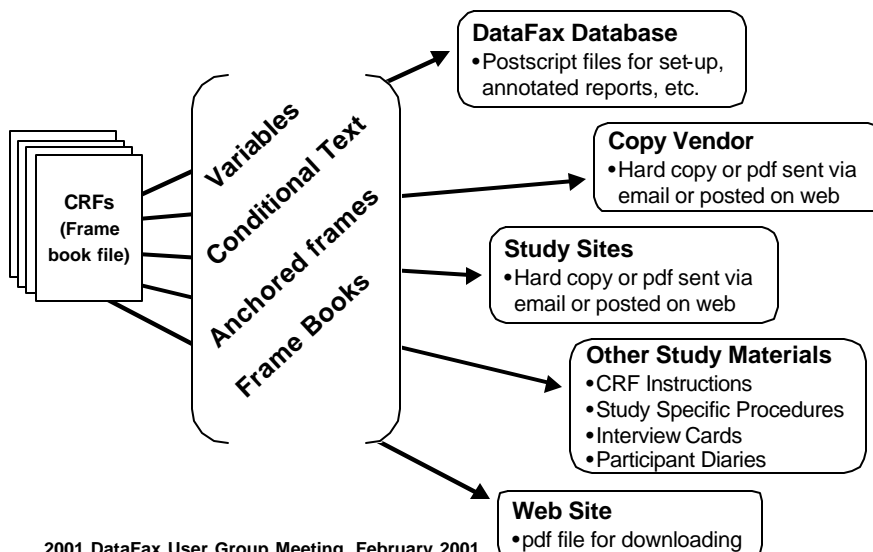 DataFax Database
•Postscript files for set-up,
annotated reports, etc.
Copy Vendor
•Hard copy or pdf sent via
email or posted on web
CRFs
(Frame
book file)
Variables
Conditional Text
Anchored frames
Frame Books
Study Sites
•Hard copy or pdf sent via
email or posted on web
Other Study Materials
•CRF Instructions
•Study Specific Procedures
•Interview Cards
•Participant Diaries
Web Site
•pdf file for downloading
2001 DataFax User Group Meeting, February 2001